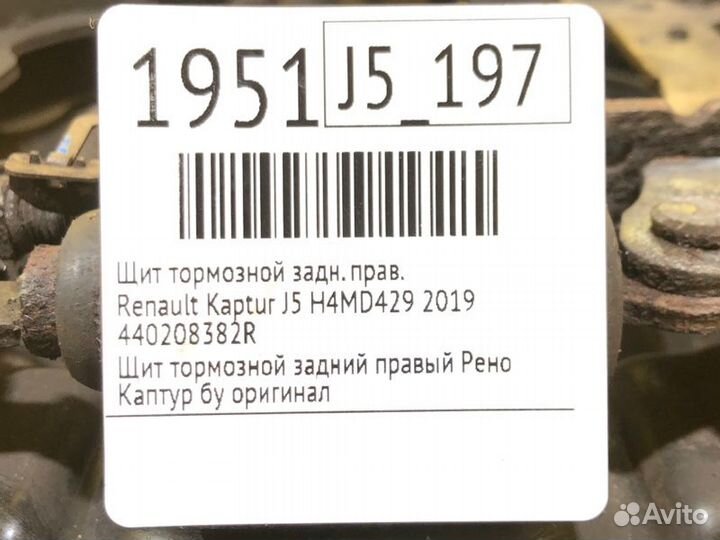 1951 J5_197
Щит тормозной задн. прав.
Renault Kaptur J5 H4MD429 2019
440208382R
Щит тормозной задний правый Рено
Каптур бу оригинал
Avito